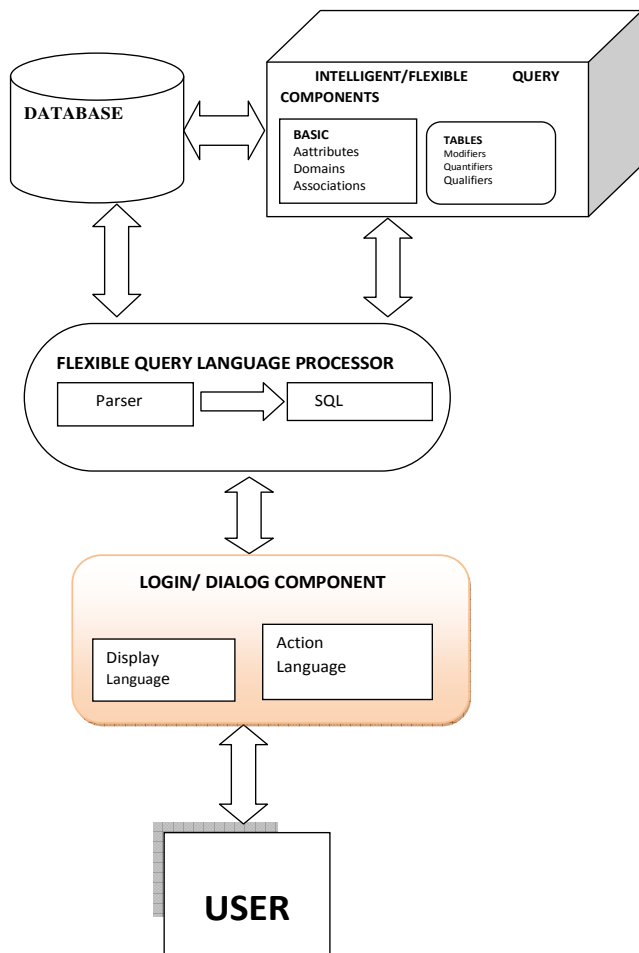 DATABASE
INTELLIGENT/FLEXIBLE QUERY
COMPONENTS
BASIC
Aattributes
Domains
Associations
TABLES
Modifiers
Quantifiers
Qualifiers
FLEXIBLE QUERY LANGUAGE PROCESSOR
Parser
SQL
LOGIN/ DIALOG COMPONENT
Display
Language
Action
Language
USER